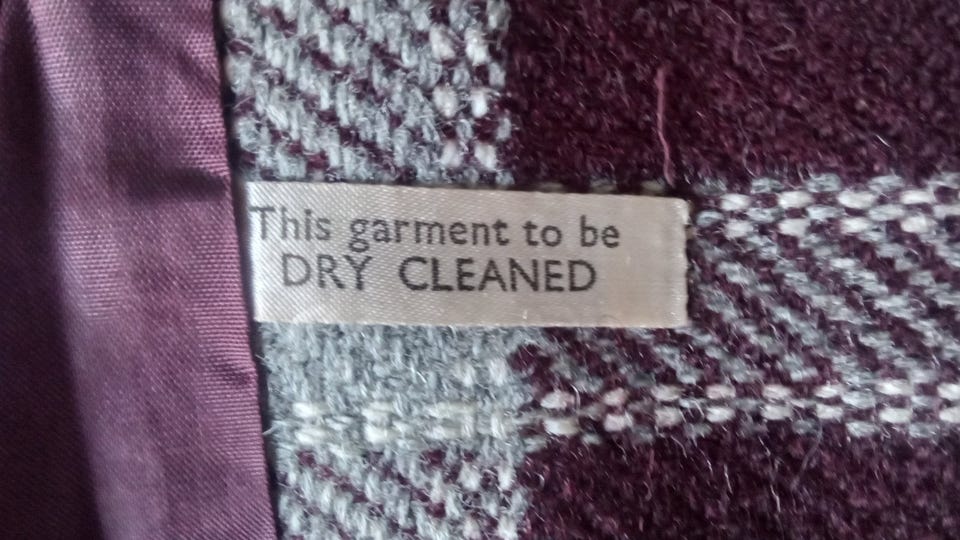 This garment to be
DRY CLEANED